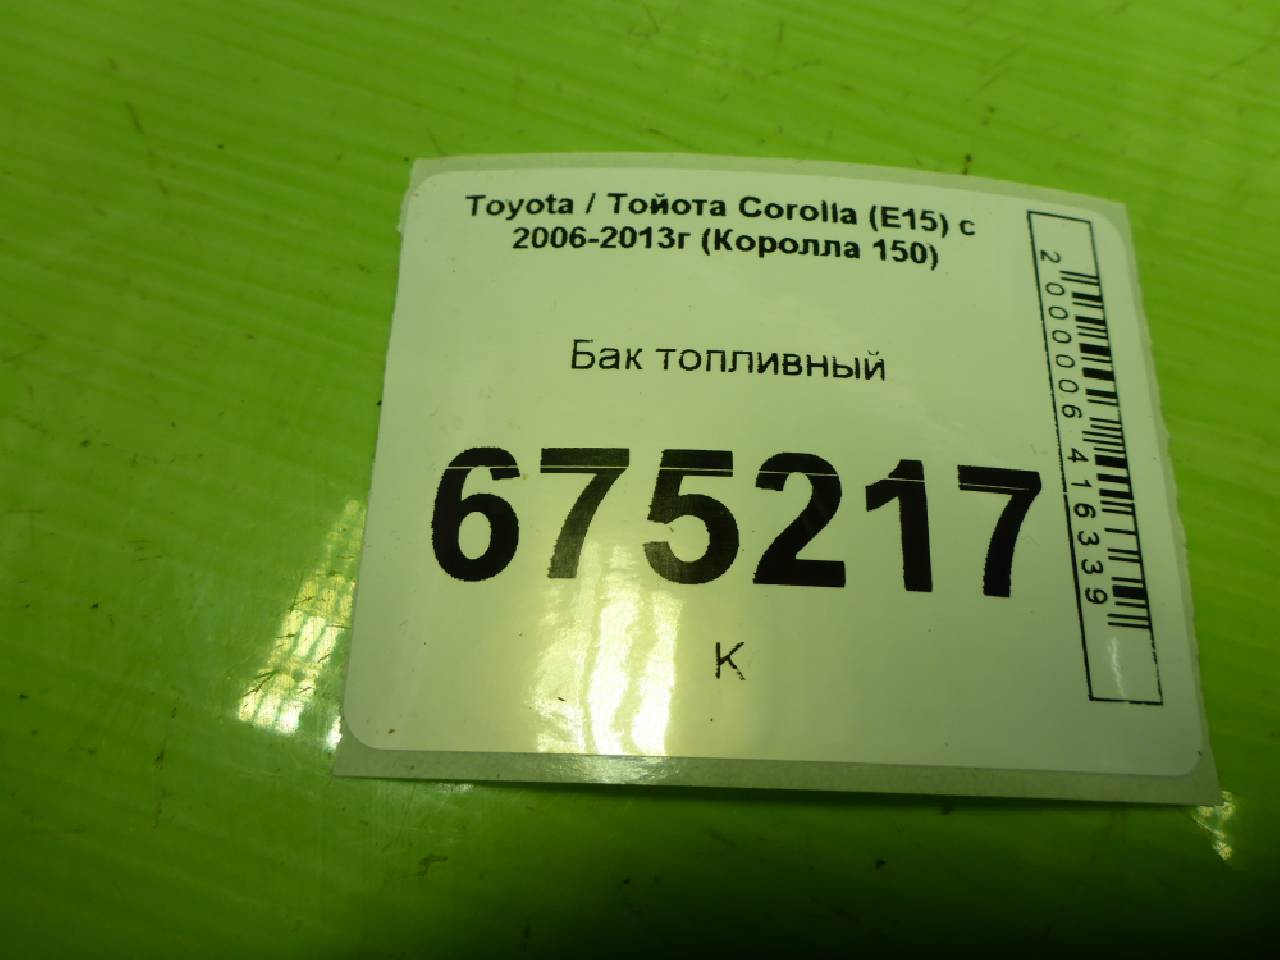 Toyota / Тойота Corolla (E15) с
2006-2013г (Королла 150)
Бак топливный
675217
К
2000006416339